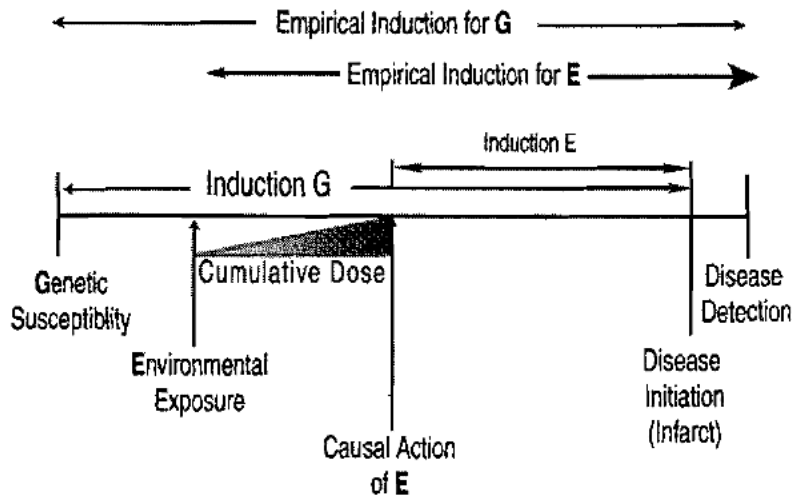 Empirical Induction for G
Empirical Induction for E
Induction E
Induction G
Cumulative Dose
Genetic
Susceptiblity
Disease
Detection
Environmental
Exposure
Disease
Initiation
(Infarct)
Causal Action
of E